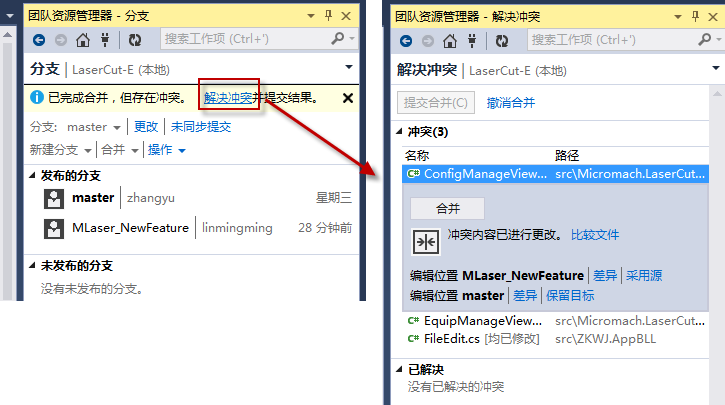 团队资源管理器 - 分支
搜索工作项 (Ctrl+')
分支 | LaserCut-E (本地)
已完成合并，但存在冲突。 解决冲突并提交结果。
分支: master | 更改 | 未同步提交
新建分支 | 合并 | 操作
发布的分支
master | zhangyu 星期三
MLaser_NewFeature | linmingming 28 分钟前
未发布的分支
没有未发布的分支。
团队资源管理器 - 解决冲突
搜索工作项 (Ctrl+')
解决冲突 | LaserCut-E (本地)
提交合并(C) 撤消合并
冲突(3)
名称 路径
C# ConfigManageView... src\Micromach.LaserCut...
合并
冲突内容已进行更改。 比较文件
编辑位置 MLaser_NewFeature | 差异 | 采用源
编辑位置 master | 差异 | 保留目标
C# EquipManageView... src\Micromach.LaserCut...
C# FileEdit.cs [均已修改] src\ZKWJ.AppBLL
已解决
没有已解决的冲突